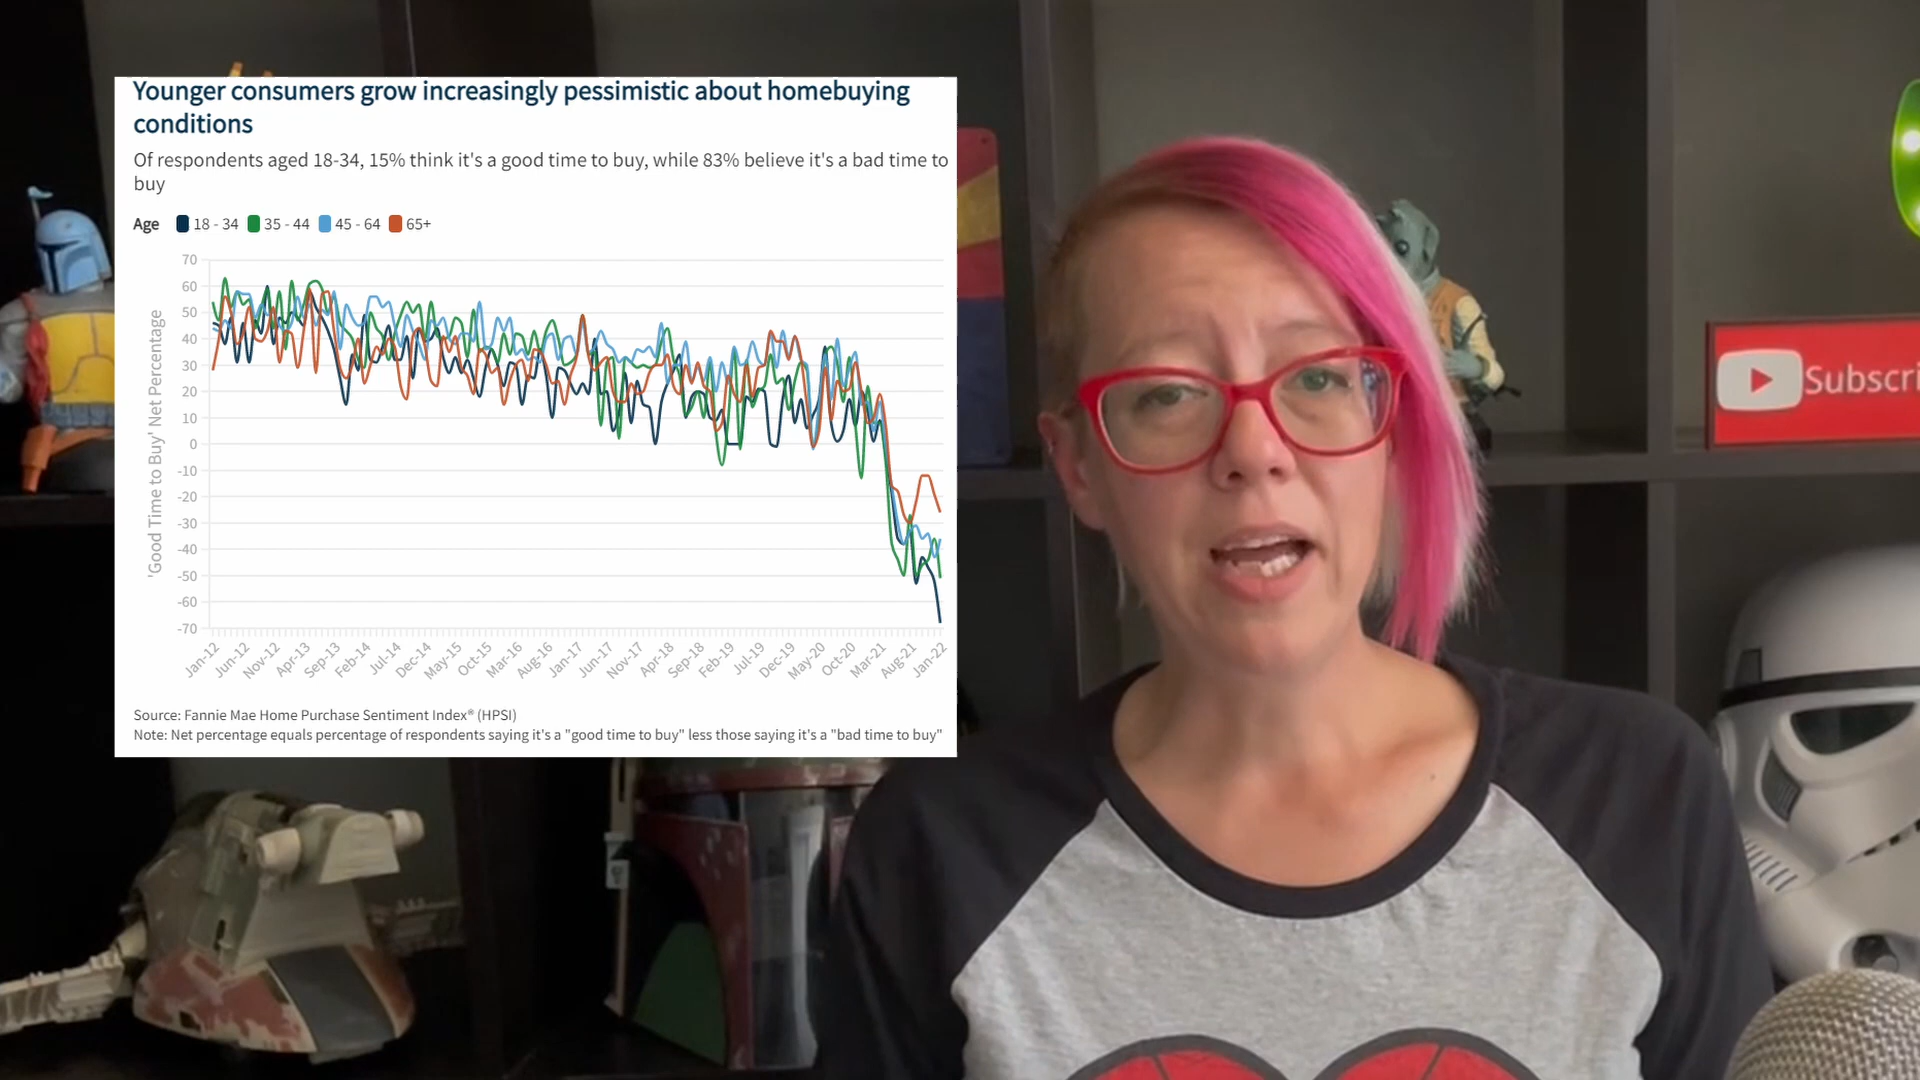 Younger consumers grow increasingly pessimistic about homebuying
conditions
Of respondents aged 18-34, 15% think it's a good time to buy, while 83% believe it's a bad time to
buy
Age 18 - 34 35 - 44 45 - 64 65+
'Good Time to Buy' Net Percentage
70
60
50
40
30
20
10
0
-10
-20
-30
-40
-50
-60
-70
Jan-12 Jun-12 Nov-12 Apr-13 Sep-13 Feb-14 Jul-14 Dec-14 May-15 Oct-15 Mar-16 Aug-16 Jan-17 Jun-17 Nov-17 Apr-18 Sep-18 Feb-19 Jul-19 Dec-19 May-20 Oct-20 Mar-21 Aug-21 Jan-22
Source: Fannie Mae Home Purchase Sentiment Index® (HPSI)
Note: Net percentage equals percentage of respondents saying it's a "good time to buy" less those saying it's a "bad time to buy"
Subscri